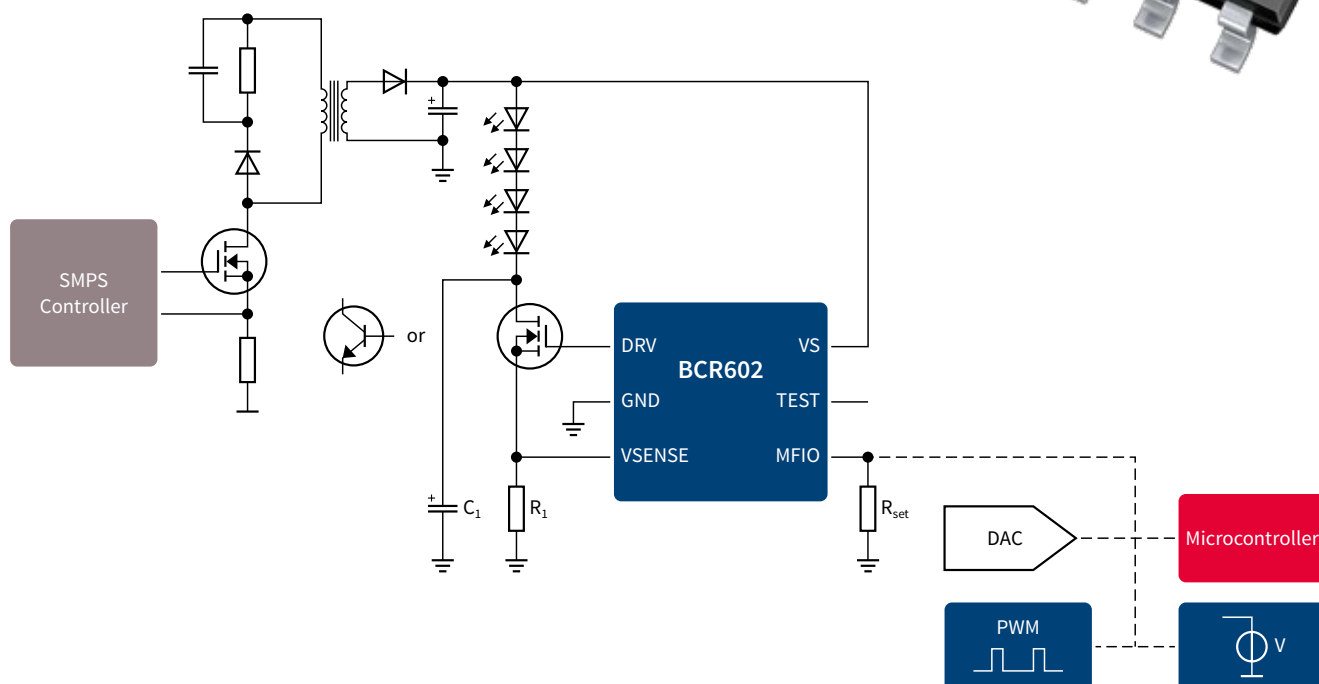 SMPS
Controller
or
DRV
VS
BCR602
GND
TEST
VSENSE
MFIO
+
+
C₁
R₁
Rset
DAC
Microcontroller
PWM
V